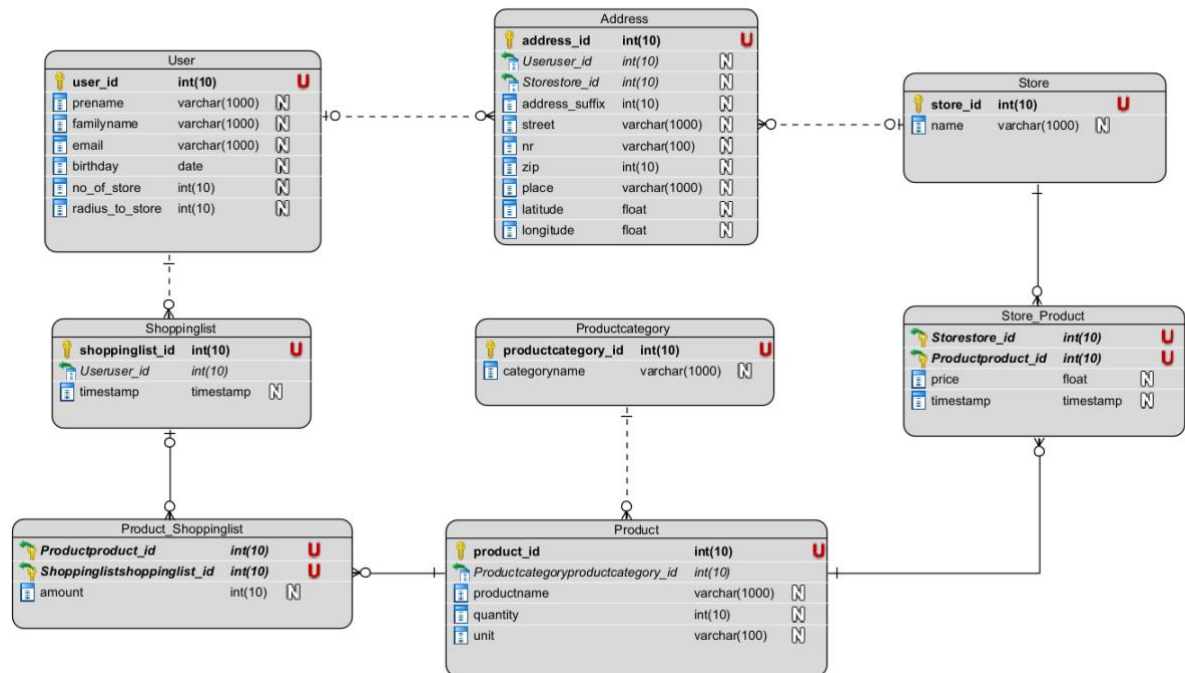 User
user_id int(10) U
prename varchar(1000) N
familyname varchar(1000) N
email varchar(1000) N
birthday date N
no_of_store int(10) N
radius_to_store int(10) N
Address
address_id int(10) U
Useruser_id int(10) N
Storestore_id int(10) N
address_suffix int(10) N
street varchar(1000) N
nr varchar(100) N
zip int(10) N
place varchar(1000) N
latitude float N
longitude float N
Store
store_id int(10) U
name varchar(1000) N
Shoppinglist
shoppinglist_id int(10) U
Useruser_id int(10)
timestamp timestamp N
Productcategory
productcategory_id int(10) U
categoryname varchar(1000) N
Store_Product
Storestore_id int(10) U
Productproduct_id int(10) U
price float N
timestamp timestamp N
Product_Shoppinglist
Productproduct_id int(10) U
Shoppinglistshoppinglist_id int(10) U
amount int(10) N
Product
product_id int(10) U
Productcategoryproductcategory_id int(10)
productname varchar(1000) N
quantity int(10) N
unit varchar(100) N